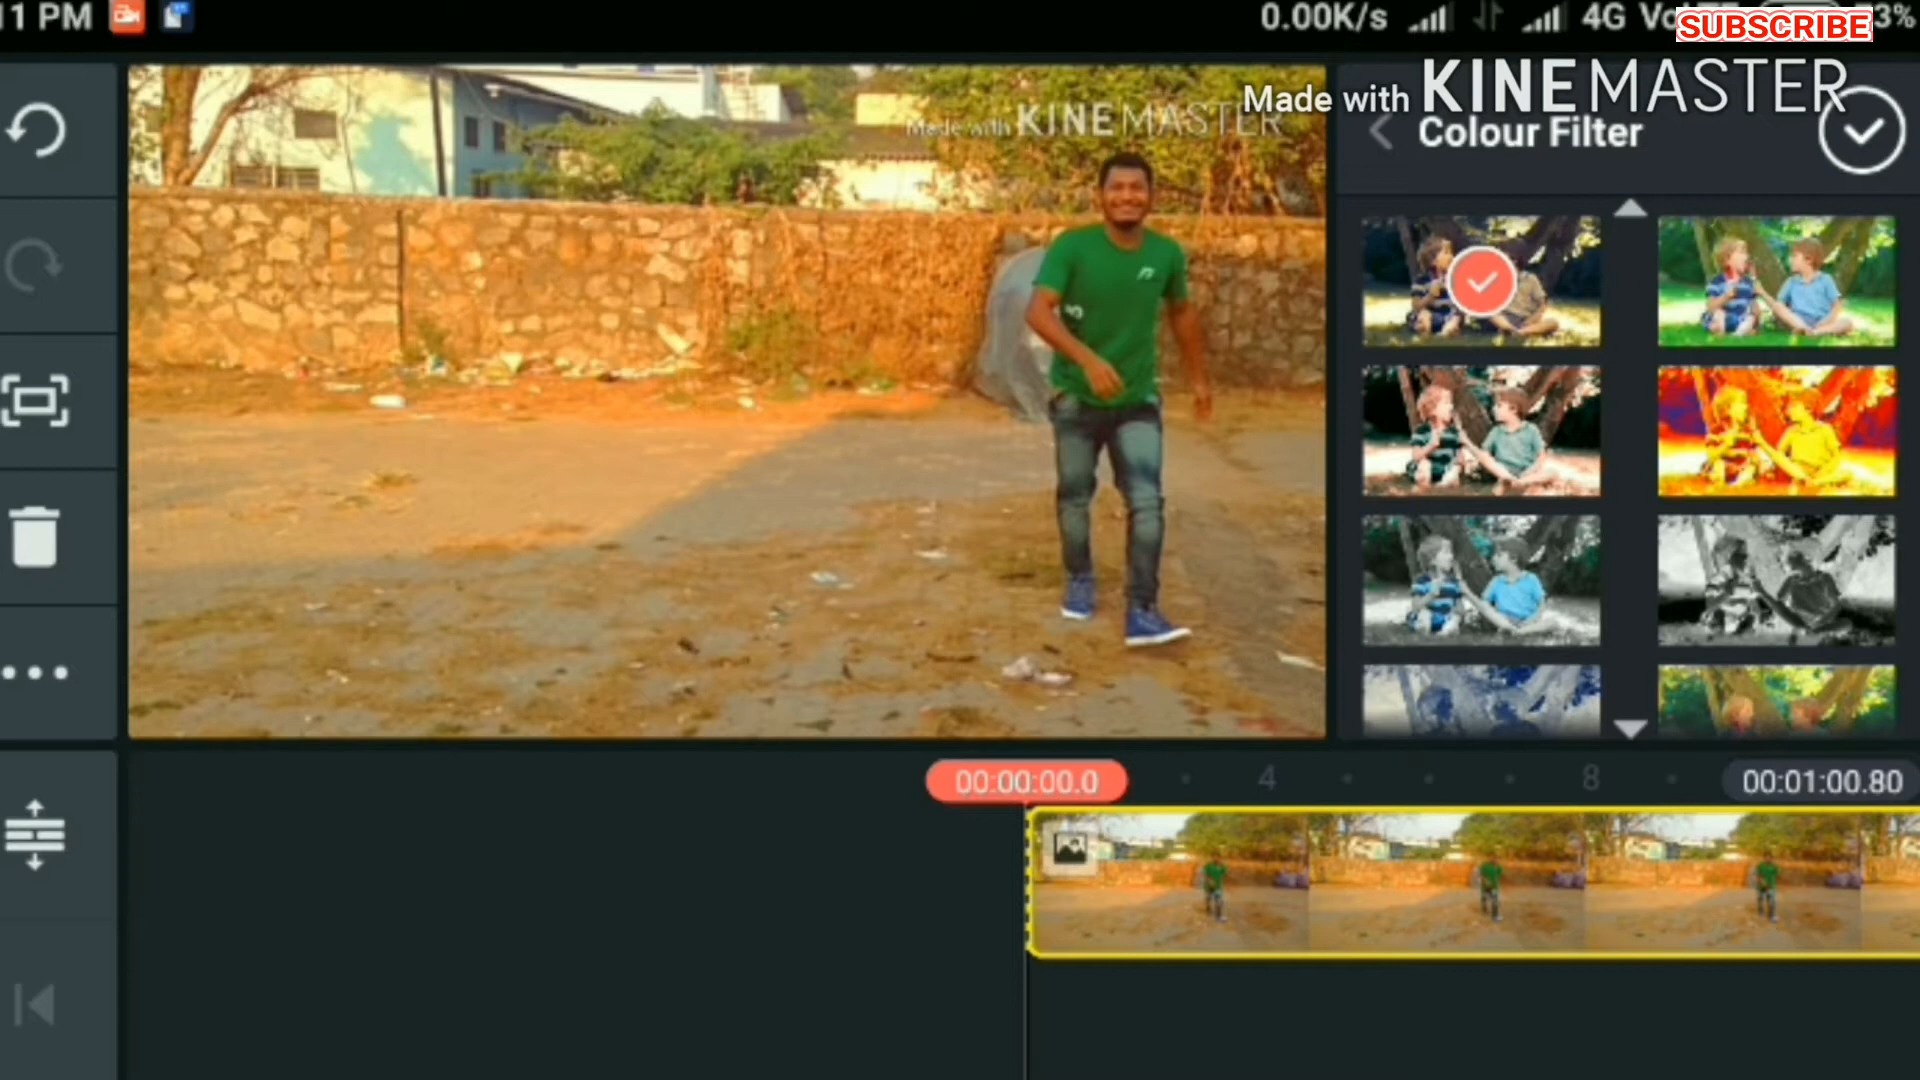 11 PM
0.00K/s
4G
SUBSCRIBE
3%
Made with KINEMASTER
Made with KINEMASTER
Colour Filter
00:00:00.0
4
8
00:01:00.80